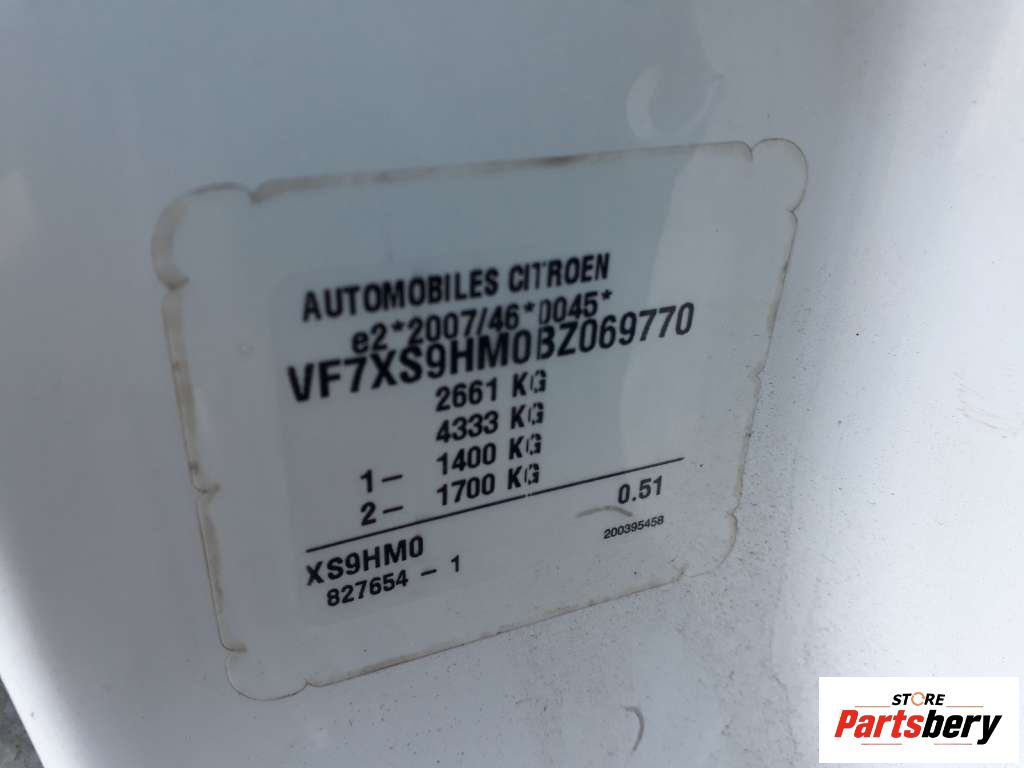 AUTOMOBILES CITROEN
e2*2007/46*0045*
VF7XS9HM0BZ069770
2661 KG
4333 KG
1- 1400 KG
2- 1700 KG
XS9HM0 0.51
827654 - 1 200395458
STORE
Partsbery